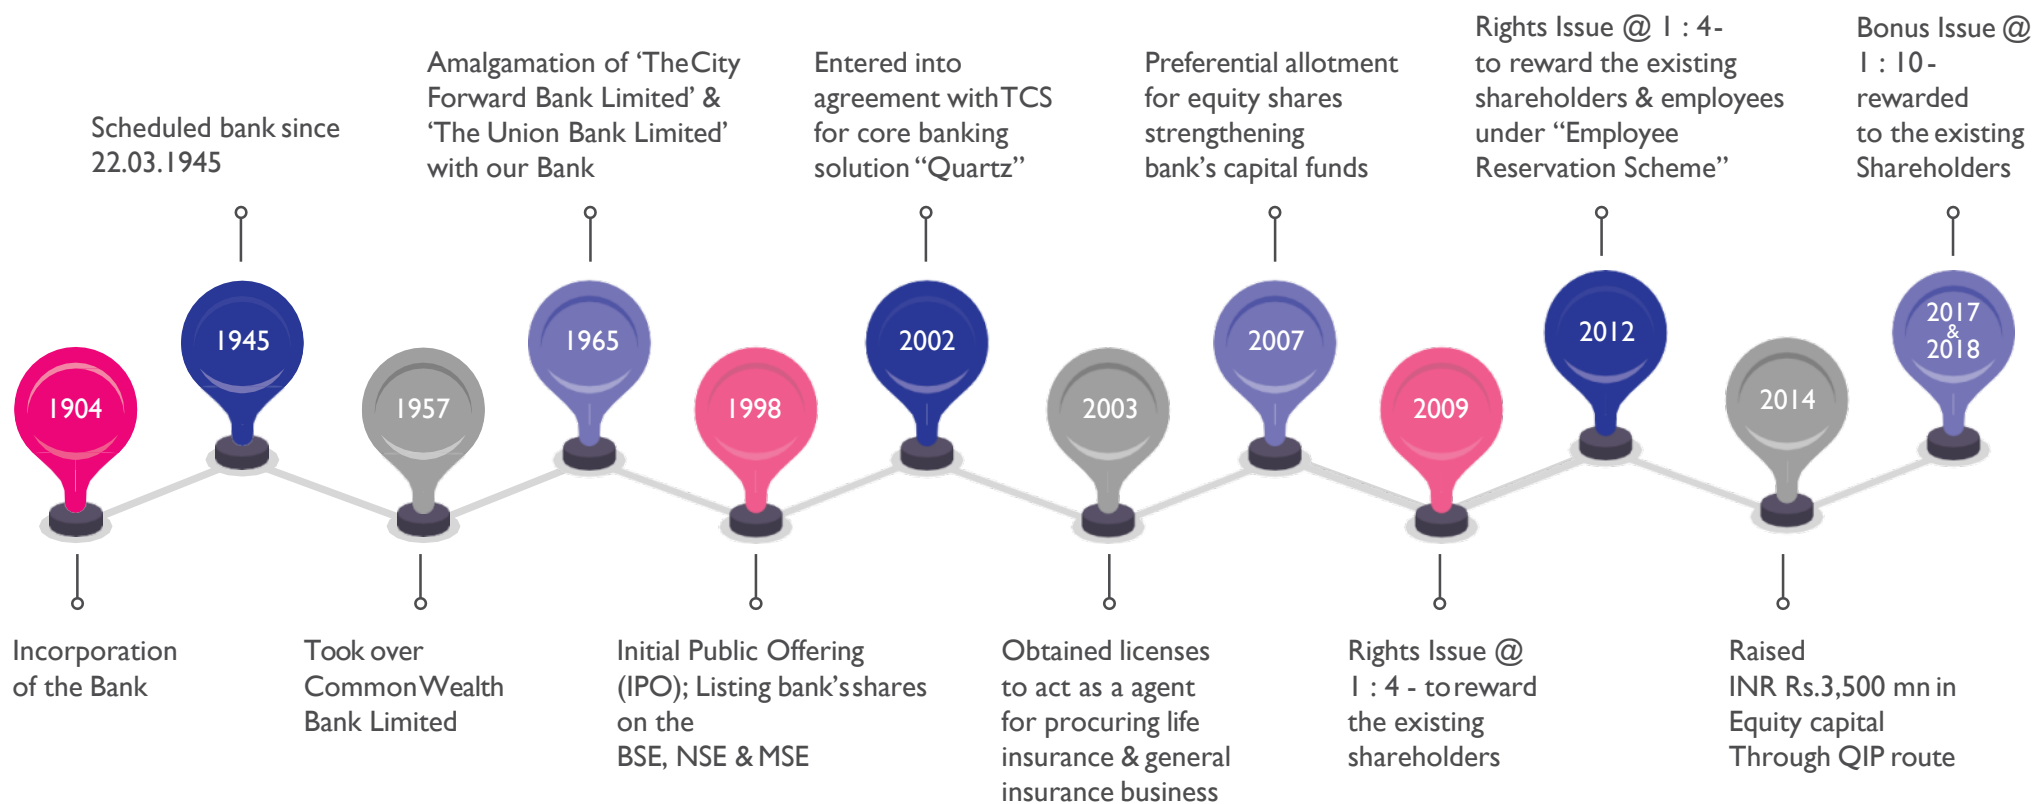 Scheduled bank since
22.03.1945
Amalgamation of ‘The City
Forward Bank Limited’ &
‘The Union Bank Limited’
with our Bank
Entered into
agreement with TCS
for core banking
solution “Quartz”
Preferential allotment
for equity shares
strengthening
bank’s capital funds
Rights Issue @ 1 : 4-
to reward the existing
shareholders & employees
under “Employee
Reservation Scheme”
Bonus Issue @
1 : 10 -
rewarded
to the existing
Shareholders
1904
1945
1957
1965
1998
2002
2003
2007
2009
2012
2014
2017
&
2018
Incorporation
of the Bank
Took over
Common Wealth
Bank Limited
Initial Public Offering
(IPO); Listing bank’s shares
on the
BSE, NSE & MSE
Obtained licenses
to act as a agent
for procuring life
insurance & general
insurance business
Rights Issue @
1 : 4 - to reward
the existing
shareholders
Raised
INR Rs.3,500 mn in
Equity capital
Through QIP route